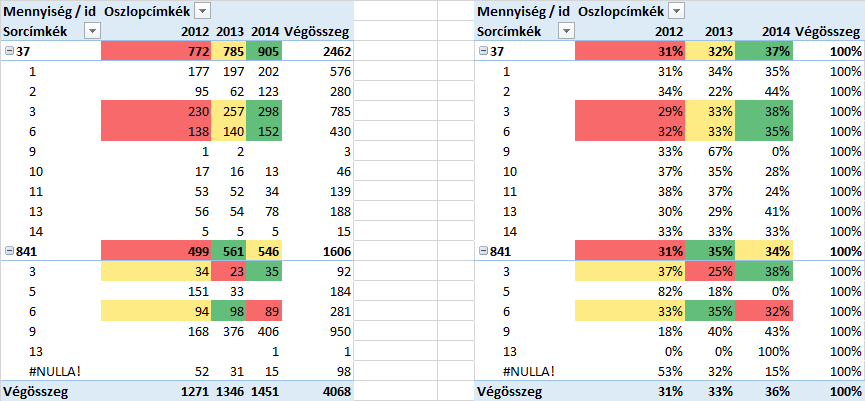 Mennyiség / id Oszlopcímkék Mennyiség / id Oszlopcímkék
Sorcímkék 2012 2013 2014 Végösszeg Sorcímkék 2012 2013 2014 Végösszeg
37 772 785 905 2462 37 31% 32% 37% 100%
1 177 197 202 576 1 31% 34% 35% 100%
2 95 62 123 280 2 34% 22% 44% 100%
3 230 257 298 785 3 29% 33% 38% 100%
6 138 140 152 430 6 32% 33% 35% 100%
9 1 2 3 9 33% 67% 0% 100%
10 17 16 13 46 10 37% 35% 28% 100%
11 53 52 34 139 11 38% 37% 24% 100%
13 56 54 78 188 13 30% 29% 41% 100%
14 5 5 5 15 14 33% 33% 33% 100%
841 499 561 546 1606 841 31% 35% 34% 100%
3 34 23 35 92 3 37% 25% 38% 100%
5 151 33 184 5 82% 18% 0% 100%
6 94 98 89 281 6 33% 35% 32% 100%
9 168 376 406 950 9 18% 40% 43% 100%
13 1 1 13 0% 0% 100% 100%
#NULLA! 52 31 15 98 #NULLA! 53% 32% 15% 100%
Végösszeg 1271 1346 1451 4068 Végösszeg 31% 33% 36% 100%